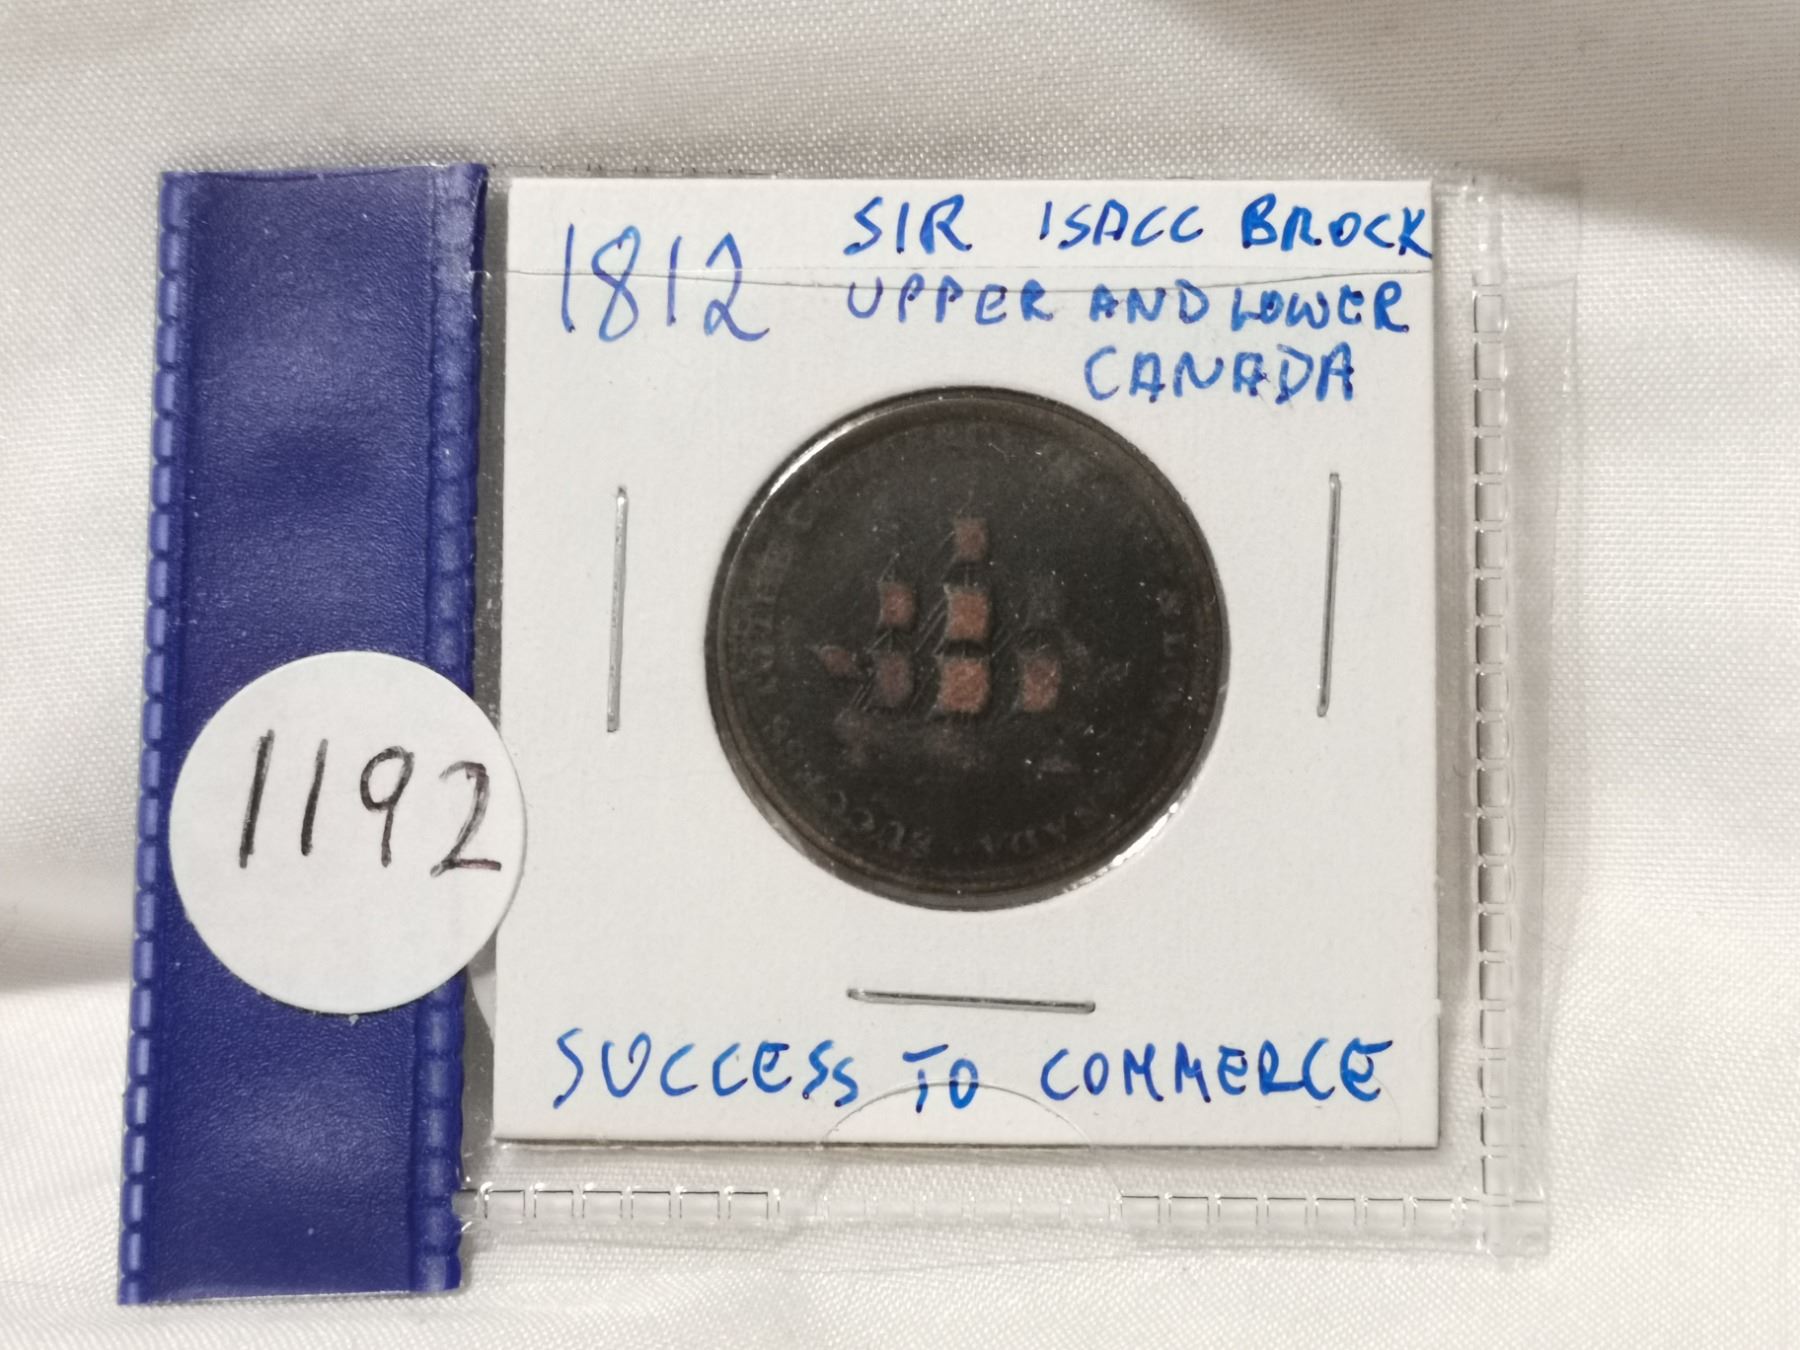 1812
SIR ISACC BROCK
UPPER AND LOWER
CANADA
1192
SUCCESS TO COMMERCE